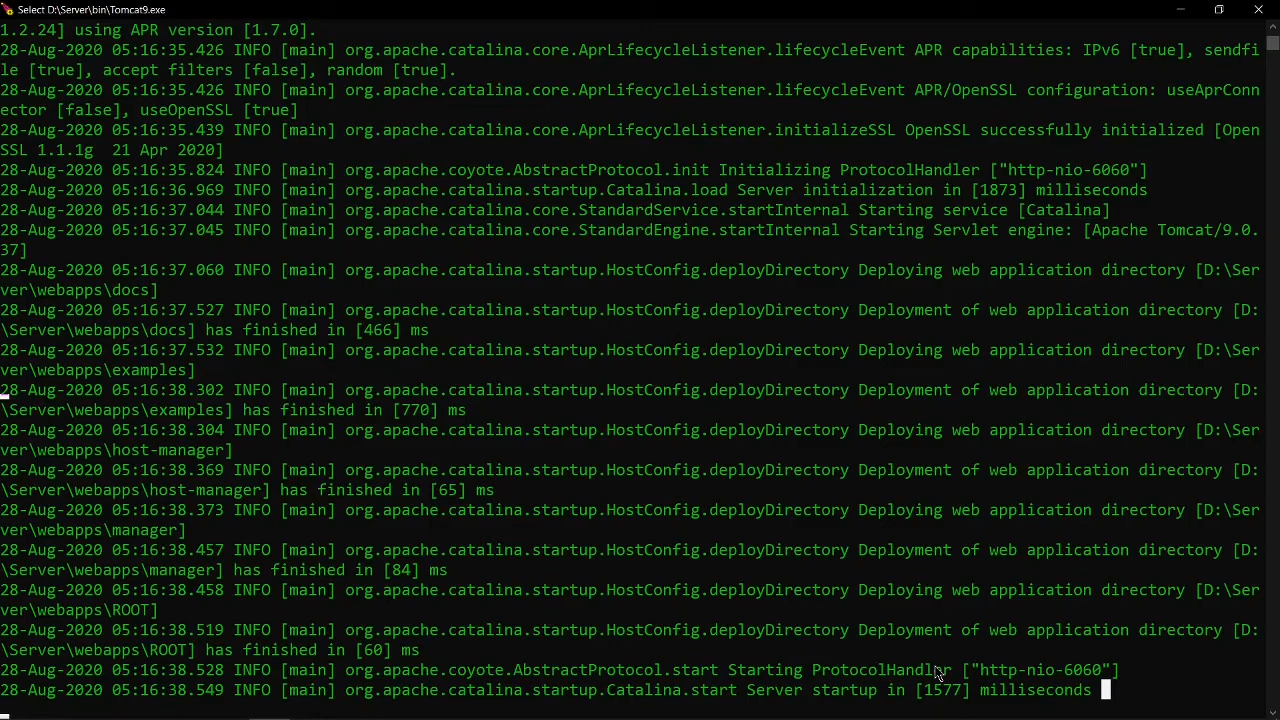 Select D:\Server\bin\Tomcat9.exe
1.2.24] using APR version [1.7.0].
28-Aug-2020 05:16:35.426 INFO [main] org.apache.catalina.core.AprLifecycleListener.lifecycleEvent APR capabilities: IPv6 [true], sendfi
le [true], accept filters [false], random [true].
28-Aug-2020 05:16:35.426 INFO [main] org.apache.catalina.core.AprLifecycleListener.lifecycleEvent APR/OpenSSL configuration: useAprConn
ector [false], useOpenSSL [true]
28-Aug-2020 05:16:35.439 INFO [main] org.apache.catalina.core.AprLifecycleListener.initializeSSL OpenSSL successfully initialized [Open
SSL 1.1.1g  21 Apr 2020]
28-Aug-2020 05:16:35.824 INFO [main] org.apache.coyote.AbstractProtocol.init Initializing ProtocolHandler ["http-nio-6060"]
28-Aug-2020 05:16:36.969 INFO [main] org.apache.catalina.startup.Catalina.load Server initialization in [1873] milliseconds
28-Aug-2020 05:16:37.044 INFO [main] org.apache.catalina.core.StandardService.startInternal Starting service [Catalina]
28-Aug-2020 05:16:37.045 INFO [main] org.apache.catalina.core.StandardEngine.startInternal Starting Servlet engine: [Apache Tomcat/9.0.
37]
28-Aug-2020 05:16:37.060 INFO [main] org.apache.catalina.startup.HostConfig.deployDirectory Deploying web application directory [D:\Ser
ver\webapps\docs]
28-Aug-2020 05:16:37.527 INFO [main] org.apache.catalina.startup.HostConfig.deployDirectory Deployment of web application directory [D:
\Server\webapps\docs] has finished in [466] ms
28-Aug-2020 05:16:37.532 INFO [main] org.apache.catalina.startup.HostConfig.deployDirectory Deploying web application directory [D:\Ser
ver\webapps\examples]
28-Aug-2020 05:16:38.302 INFO [main] org.apache.catalina.startup.HostConfig.deployDirectory Deployment of web application directory [D:
\Server\webapps\examples] has finished in [770] ms
28-Aug-2020 05:16:38.304 INFO [main] org.apache.catalina.startup.HostConfig.deployDirectory Deploying web application directory [D:\Ser
ver\webapps\host-manager]
28-Aug-2020 05:16:38.369 INFO [main] org.apache.catalina.startup.HostConfig.deployDirectory Deployment of web application directory [D:
\Server\webapps\host-manager] has finished in [65] ms
28-Aug-2020 05:16:38.373 INFO [main] org.apache.catalina.startup.HostConfig.deployDirectory Deploying web application directory [D:\Ser
ver\webapps\manager]
28-Aug-2020 05:16:38.457 INFO [main] org.apache.catalina.startup.HostConfig.deployDirectory Deployment of web application directory [D:
\Server\webapps\manager] has finished in [84] ms
28-Aug-2020 05:16:38.458 INFO [main] org.apache.catalina.startup.HostConfig.deployDirectory Deploying web application directory [D:\Ser
ver\webapps\ROOT]
28-Aug-2020 05:16:38.519 INFO [main] org.apache.catalina.startup.HostConfig.deployDirectory Deployment of web application directory [D:
\Server\webapps\ROOT] has finished in [60] ms
28-Aug-2020 05:16:38.528 INFO [main] org.apache.coyote.AbstractProtocol.start Starting ProtocolHandler ["http-nio-6060"]
28-Aug-2020 05:16:38.549 INFO [main] org.apache.catalina.startup.Catalina.start Server startup in [1577] milliseconds